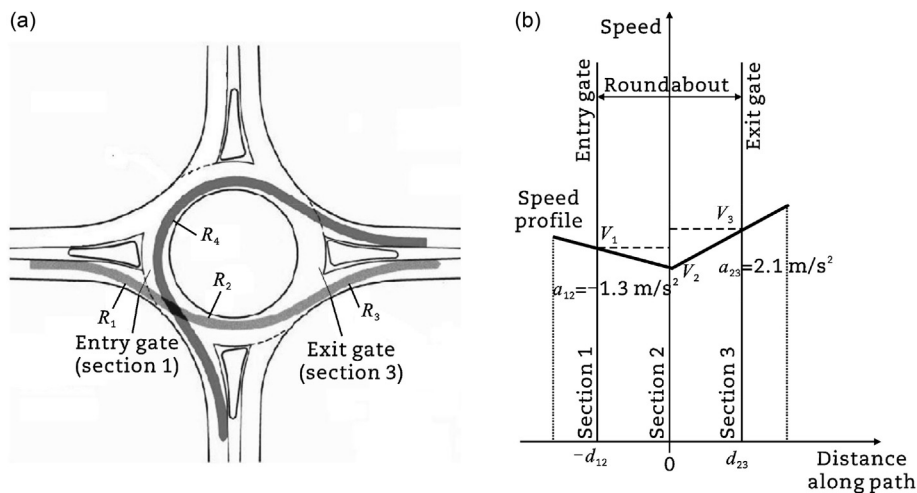 (a)
R₄
R₂
R₁
R₃
Entry gate
(section 1)
Exit gate
(section 3)
(b)
Speed
Entry gate
Roundabout
Exit gate
Speed
profile
V₁
V₃
V₂
a₁₂=−1.3 m/s²
a₂₃=2.1 m/s²
Section 1
Section 2
Section 3
−d₁₂
0
d₂₃
Distance
along path